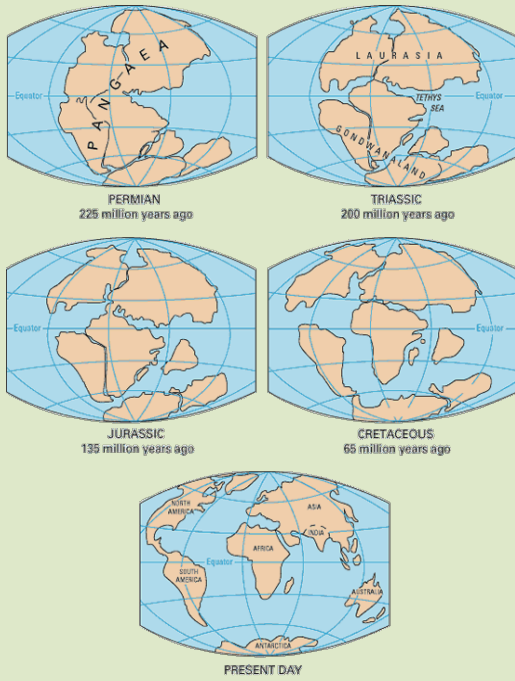 PANGAEA
Equator
PERMIAN
225 million years ago
LAURASIA
TETHYS
SEA
Equator
GONDWANALAND
TRIASSIC
200 million years ago
Equator
JURASSIC
135 million years ago
Equator
CRETACEOUS
65 million years ago
NORTH
AMERICA
ASIA
INDIA
AFRICA
Equator
SOUTH
AMERICA
AUSTRALIA
ANTARCTICA
PRESENT DAY